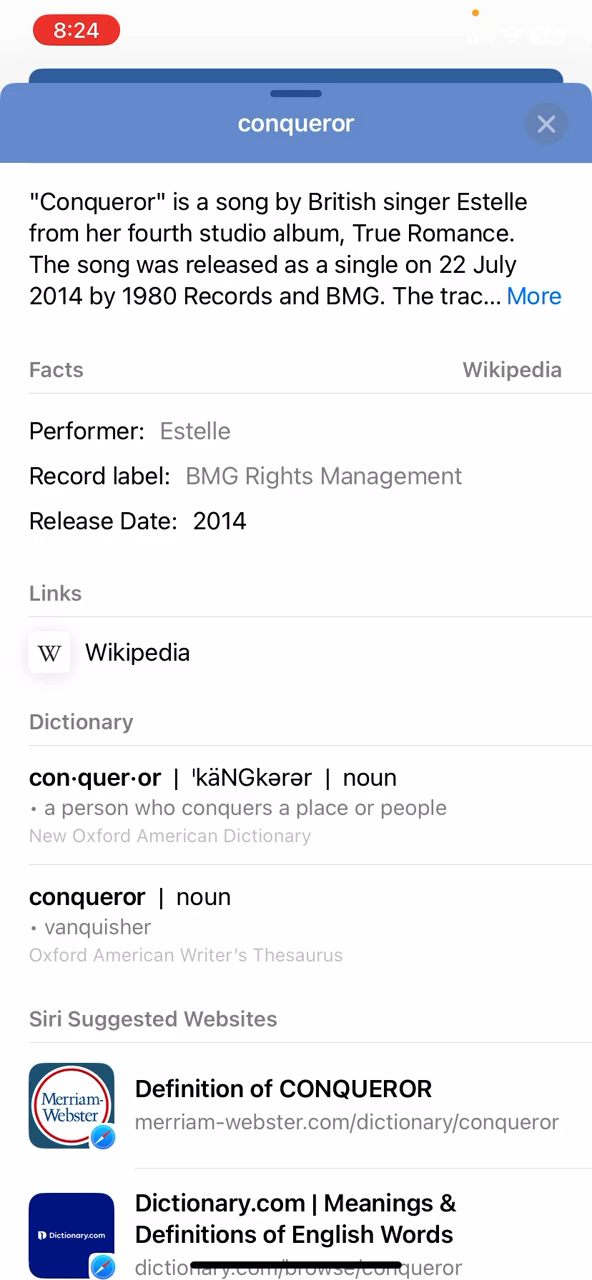 8:24
conqueror
"Conqueror" is a song by British singer Estelle
from her fourth studio album, True Romance.
The song was released as a single on 22 July
2014 by 1980 Records and BMG. The trac... More
Facts Wikipedia
Performer: Estelle
Record label: BMG Rights Management
Release Date: 2014
Links
W Wikipedia
Dictionary
con·quer·or | ˈkäNGkərər | noun
• a person who conquers a place or people
New Oxford American Dictionary
conqueror | noun
• vanquisher
Oxford American Writer's Thesaurus
Siri Suggested Websites
Merriam-
Webster
Definition of CONQUEROR
merriam-webster.com/dictionary/conqueror
Dictionary.com
Dictionary.com | Meanings &
Definitions of English Words
dictionary.com/browse/conqueror